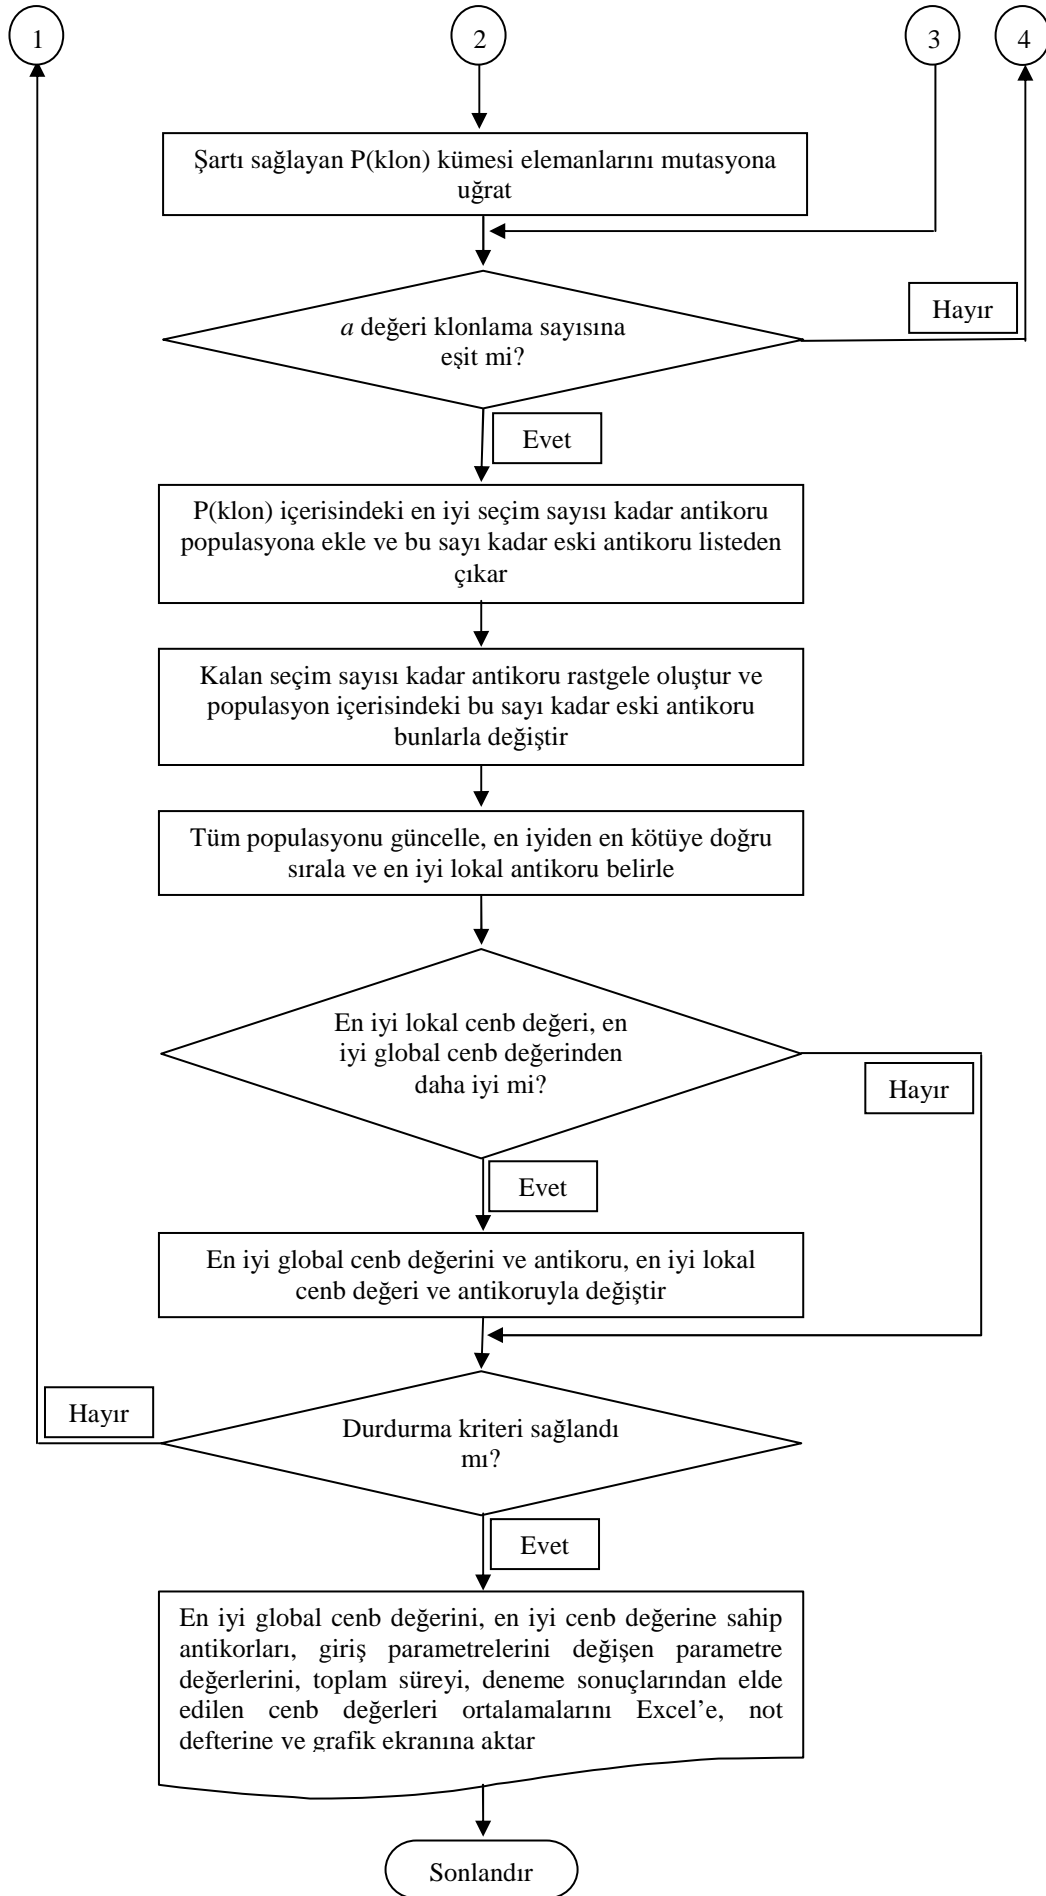 1
2
3
4
Şartı sağlayan P(klon) kümesi elemanlarını mutasyona
uğrat
Hayır
a değeri klonlama sayısına
eşit mi?
Evet
P(klon) içerisindeki en iyi seçim sayısı kadar antikoru
populasyona ekle ve bu sayı kadar eski antikoru listeden
çıkar
Kalan seçim sayısı kadar antikoru rastgele oluştur ve
populasyon içerisindeki bu sayı kadar eski antikoru
bunlarla değiştir
Tüm populasyonu güncelle, en iyiden en kötüye doğru
sırala ve en iyi lokal antikoru belirle
En iyi lokal cenb değeri, en
iyi global cenb değerinden
daha iyi mi?
Hayır
Evet
En iyi global cenb değerini ve antikoru, en iyi lokal
cenb değeri ve antikoruyla değiştir
Hayır
Durdurma kriteri sağlandı
mı?
Evet
En iyi global cenb değerini, en iyi cenb değerine sahip
antikorları, giriş parametrelerini değişen parametre
değerlerini, toplam süreyi, deneme sonuçlarından elde
edilen cenb değerleri ortalamalarını Excel’e, not
defterine ve grafik ekranına aktar
Sonlandır